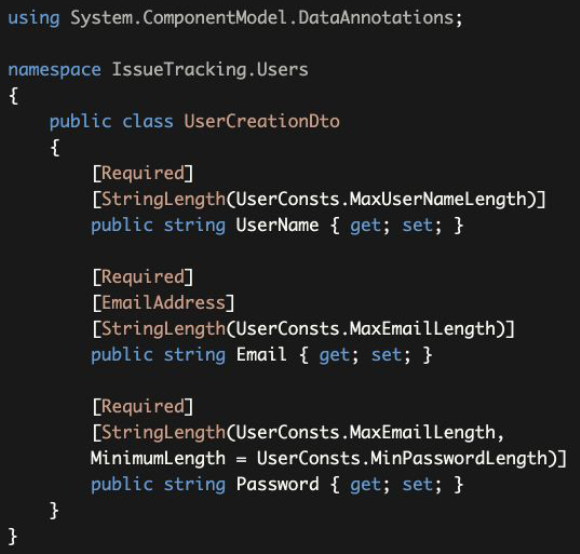 using System.ComponentModel.DataAnnotations;
namespace IssueTracking.Users
{
public class UserCreationDto
{
[Required]
[StringLength(UserConsts.MaxUserNameLength)]
public string UserName { get; set; }
[Required]
[EmailAddress]
[StringLength(UserConsts.MaxEmailLength)]
public string Email { get; set; }
[Required]
[StringLength(UserConsts.MaxEmailLength,
MinimumLength = UserConsts.MinPasswordLength)]
public string Password { get; set; }
}
}